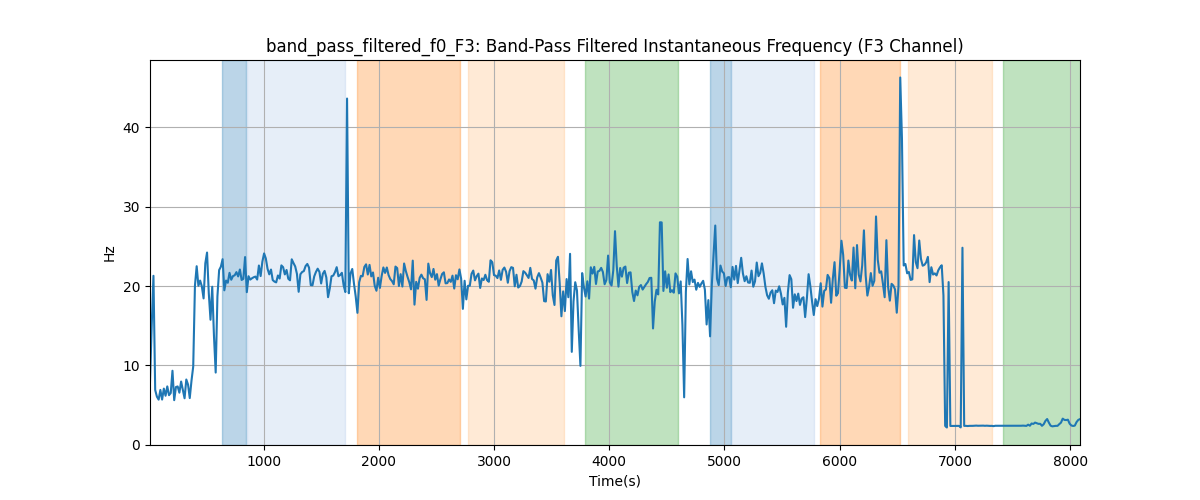 band_pass_filtered_f0_F3: Band-Pass Filtered Instantaneous Frequency (F3 Channel)
Hz
40
30
20
10
0
1000 2000 3000 4000 5000 6000 7000 8000
Time(s)